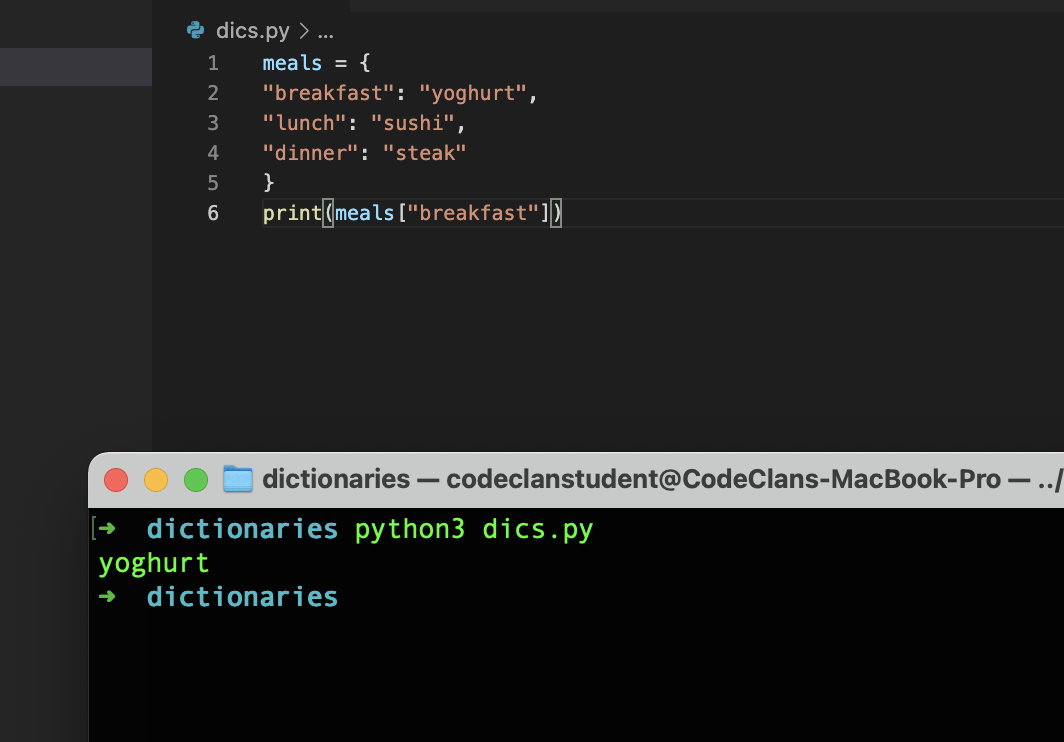 dics.py > ...
1 meals = {
2 "breakfast": "yoghurt",
3 "lunch": "sushi",
4 "dinner": "steak"
5 }
6 print(meals["breakfast"])
dictionaries — codeclanstudent@CodeClans-MacBook-Pro — ../
[➜ dictionaries python3 dics.py
yoghurt
➜ dictionaries